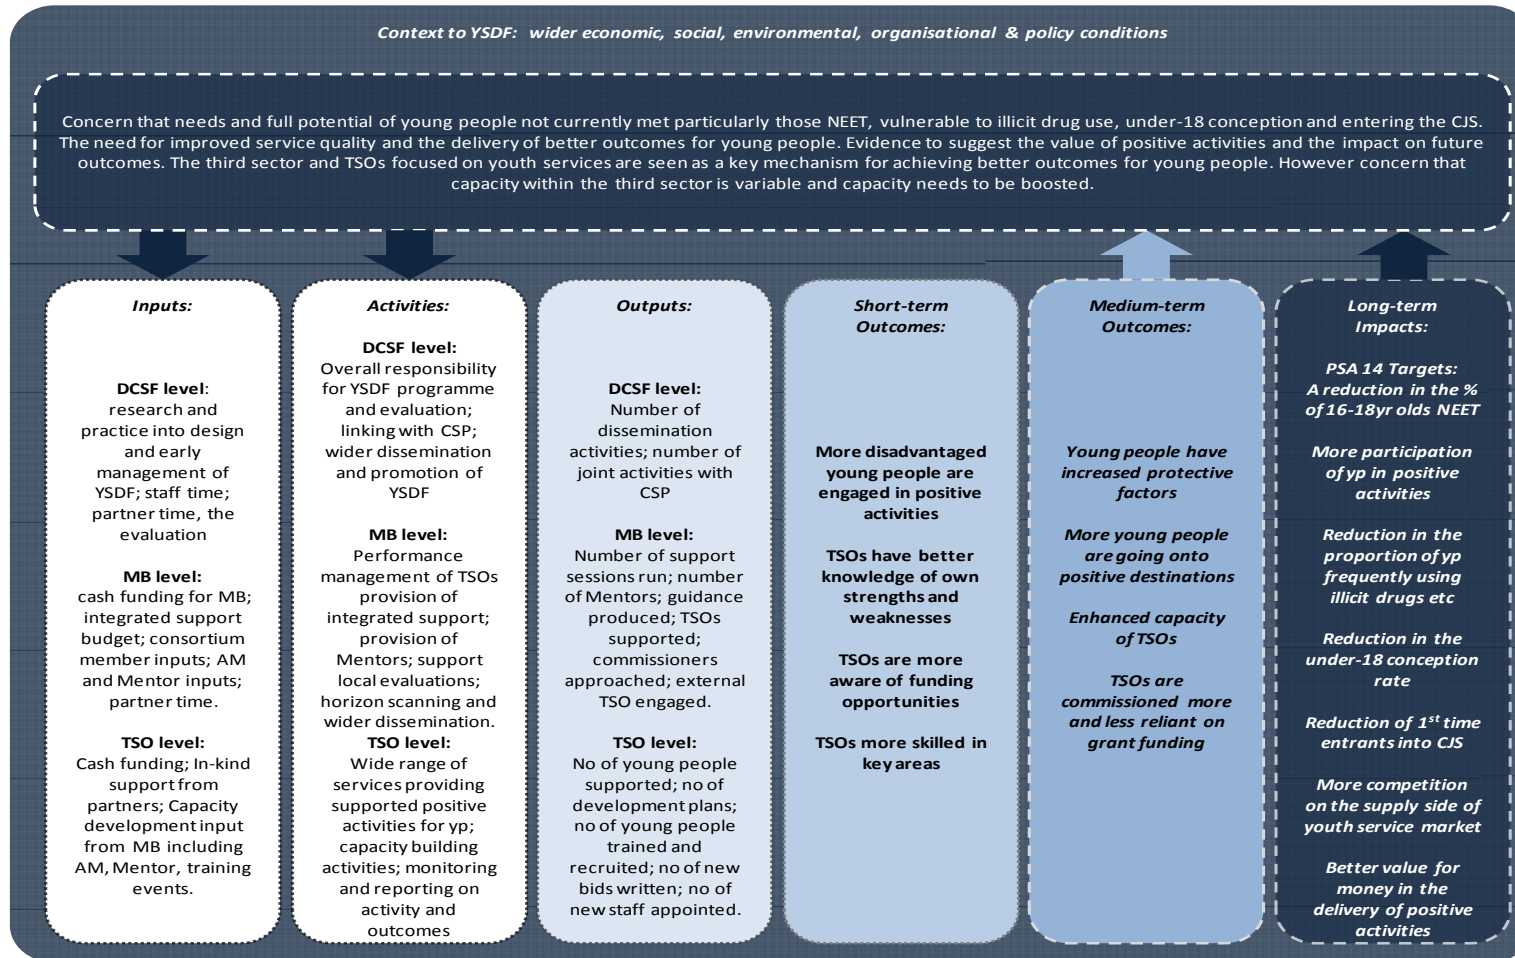 Context to YSDF: wider economic, social, environmental, organisational & policy conditions
Concern that needs and full potential of young people not currently met particularly those NEET, vulnerable to illicit drug use, under-18 conception and entering the CJS.
The need for improved service quality and the delivery of better outcomes for young people. Evidence to suggest the value of positive activities and the impact on future
outcomes. The third sector and TSOs focused on youth services are seen as a key mechanism for achieving better outcomes for young people. However concern that
capacity within the third sector is variable and capacity needs to be boosted.
Inputs:
DCSF level:
research and
practice into design
and early
management of
YSDF; staff time;
partner time, the
evaluation
MB level:
cash funding for MB;
integrated support
budget; consortium
member inputs; AM
and Mentor inputs;
partner time.
TSO level:
Cash funding; In-kind
support from
partners; Capacity
development input
from MB including
AM, Mentor, training
events.
Activities:
DCSF level:
Overall responsibility
for YSDF programme
and evaluation;
linking with CSP;
wider dissemination
and promotion of
YSDF
MB level:
Performance
management of TSOs
provision of
integrated support;
provision of
Mentors; support
local evaluations;
horizon scanning and
wider dissemination.
TSO level:
Wide range of
services providing
supported positive
activities for yp;
capacity building
activities; monitoring
and reporting on
activity and
outcomes
Outputs:
DCSF level:
Number of
dissemination
activities; number of
joint activities with
CSP
MB level:
Number of support
sessions run; number
of Mentors; guidance
produced; TSOs
supported;
commissioners
approached; external
TSO engaged.
TSO level:
No of young people
supported; no of
development plans;
no of young people
trained and
recruited; no of new
bids written; no of
new staff appointed.
Short-term
Outcomes:
More disadvantaged
young people are
engaged in positive
activities
TSOs have better
knowledge of own
strengths and
weaknesses
TSOs are more
aware of funding
opportunities
TSOs more skilled in
key areas
Medium-term
Outcomes:
Young people have
increased protective
factors
More young people
are going onto
positive destinations
Enhanced capacity
of TSOs
TSOs are
commissioned more
and less reliant on
grant funding
Long-term
Impacts:
PSA 14 Targets:
A reduction in the %
of 16-18yr olds NEET
More participation
of yp in positive
activities
Reduction in the
proportion of yp
frequently using
illicit drugs etc
Reduction in the
under-18 conception
rate
Reduction of 1st time
entrants into CJS
More competition
on the supply side of
youth service market
Better value for
money in the
delivery of positive
activities